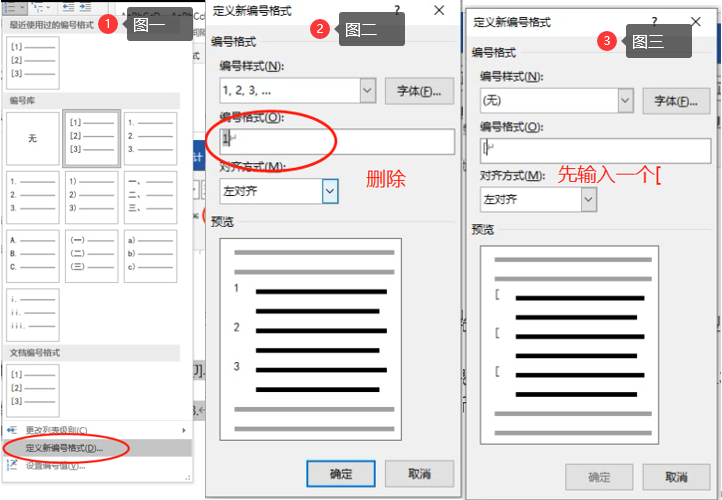 最近使用过的编号格式
1 图一
[1]
[2]
[3]
编号库
无
[1]
[2]
[3]
1.
2.
3.
1.
2.
3.
1)
2)
3)
一、
二、
三、
A.
B.
C.
(一)
(二)
(三)
a)
b)
c)
i.
ii.
iii.
文档编号格式
[1]
[2]
[3]
更改列表级别(C)
定义新编号格式(D)...
设置编号值(V)...
定义新编号格式 ? ×
2 图二
编号格式
编号样式(N):
1, 2, 3, ... 字体(F)...
编号格式(O):
1
对齐方式(M):
删除
左对齐
预览
1
2
3
确定 取消
定义新编号格式 ? ×
3 图三
编号格式
编号样式(N):
(无) 字体(F)...
编号格式(O):
[
对齐方式(M):
先输入一个[
左对齐
预览
[
[
[
确定 取消